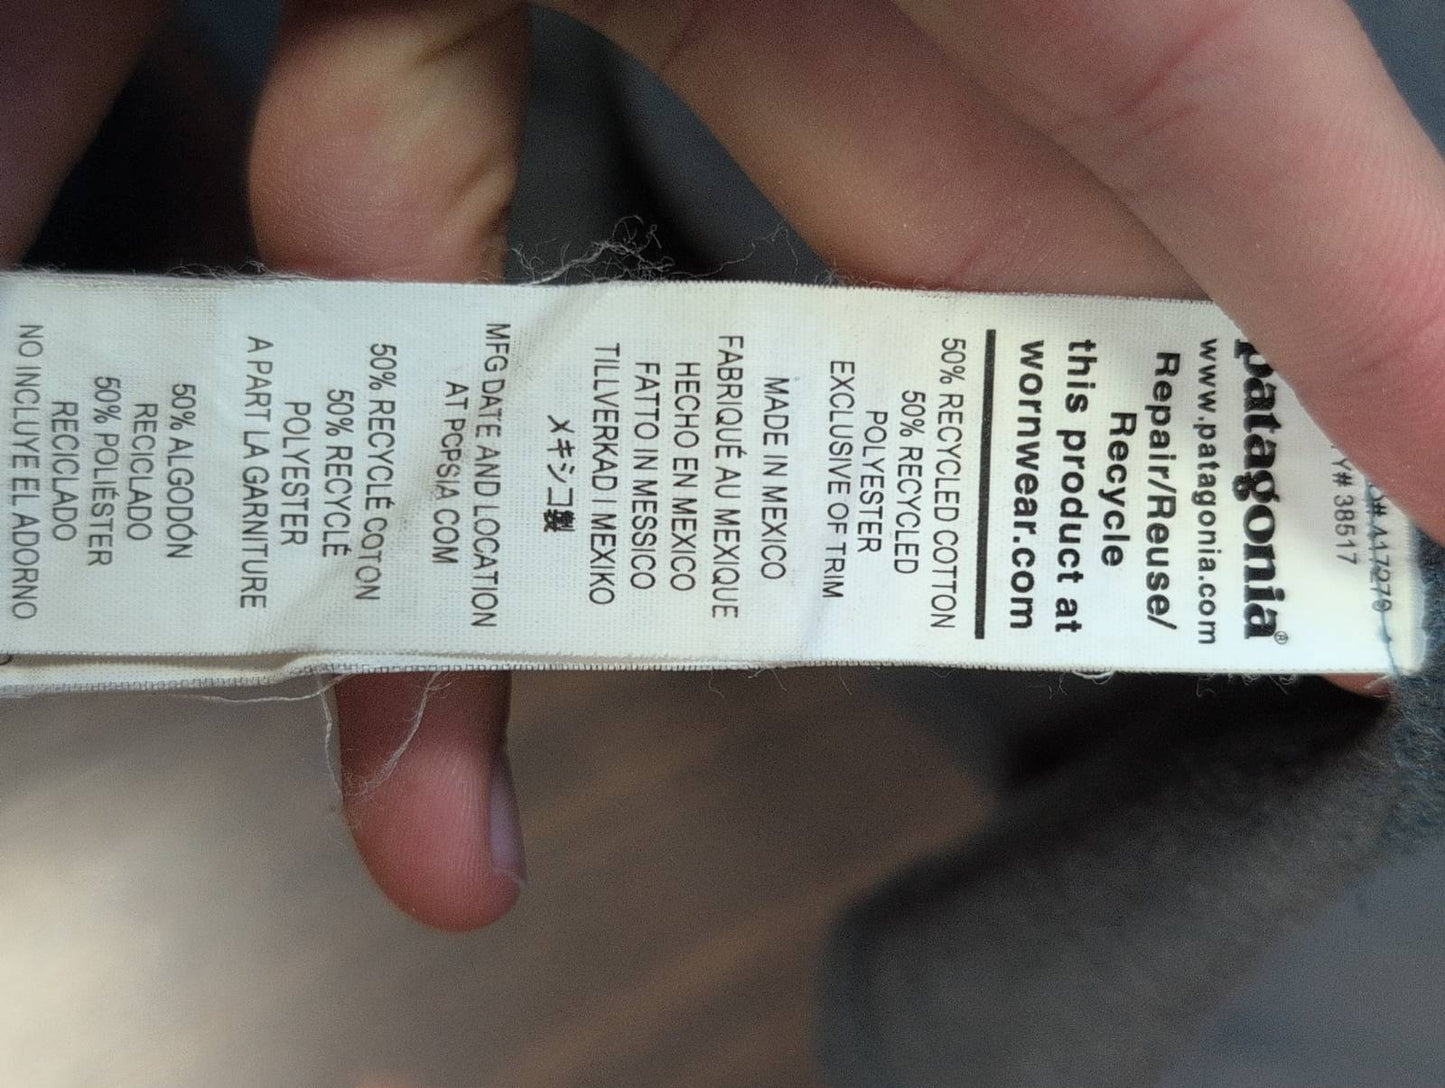 Y# 38517
patagonia®
www.patagonia.com
Repair/Reuse/
Recycle
this product at
wornwear.com
50% RECYCLED COTTON
50% RECYCLED
POLYESTER
EXCLUSIVE OF TRIM
MADE IN MEXICO
FABRIQUÉ AU MEXIQUE
HECHO EN MEXICO
FATTO IN MESSICO
TILLVERKAD I MEXIKO
メキシコ製
MFG DATE AND LOCATION
AT PCPSIA.COM
50% RECYCLÉ COTON
50% RECYCLÉ
POLYESTER
A PART LA GARNITURE
50% ALGODÓN
RECICLADO
50% POLIÉSTER
RECICLADO
NO INCLUYE EL ADORNO